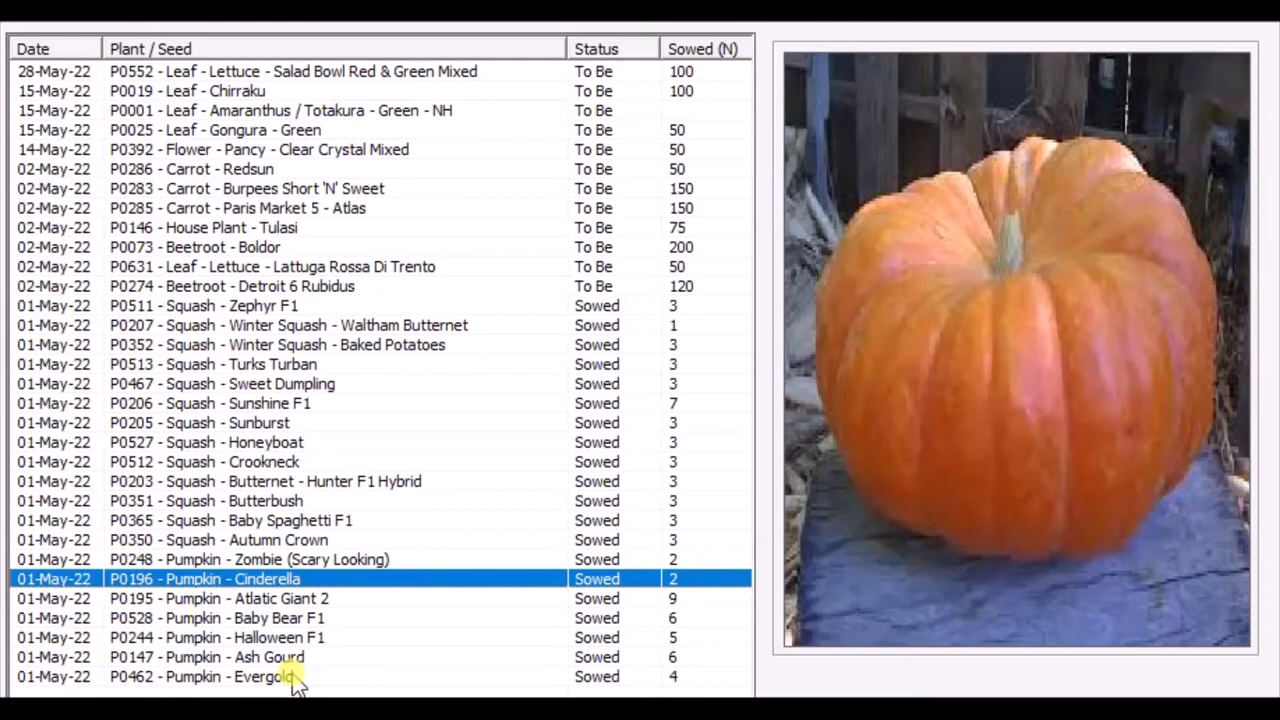 Date Plant / Seed Status Sowed (N)
28-May-22 P0552 - Leaf - Lettuce - Salad Bowl Red & Green Mixed To Be 100
15-May-22 P0019 - Leaf - Chirraku To Be 100
15-May-22 P0001 - Leaf - Amaranthus / Totakura - Green - NH To Be
15-May-22 P0025 - Leaf - Gongura - Green To Be 50
14-May-22 P0392 - Flower - Pancy - Clear Crystal Mixed To Be 50
02-May-22 P0286 - Carrot - Redsun To Be 50
02-May-22 P0283 - Carrot - Burpees Short 'N' Sweet To Be 150
02-May-22 P0285 - Carrot - Paris Market 5 - Atlas To Be 150
02-May-22 P0146 - House Plant - Tulasi To Be 75
02-May-22 P0073 - Beetroot - Boldor To Be 200
02-May-22 P0631 - Leaf - Lettuce - Lattuga Rossa Di Trento To Be 50
02-May-22 P0274 - Beetroot - Detroit 6 Rubidus To Be 120
01-May-22 P0511 - Squash - Zephyr F1 Sowed 3
01-May-22 P0207 - Squash - Winter Squash - Waltham Butternet Sowed 1
01-May-22 P0352 - Squash - Winter Squash - Baked Potatoes Sowed 3
01-May-22 P0513 - Squash - Turks Turban Sowed 3
01-May-22 P0467 - Squash - Sweet Dumpling Sowed 3
01-May-22 P0206 - Squash - Sunshine F1 Sowed 7
01-May-22 P0205 - Squash - Sunburst Sowed 3
01-May-22 P0527 - Squash - Honeyboat Sowed 3
01-May-22 P0512 - Squash - Crookneck Sowed 3
01-May-22 P0203 - Squash - Butternet - Hunter F1 Hybrid Sowed 3
01-May-22 P0351 - Squash - Butterbush Sowed 3
01-May-22 P0365 - Squash - Baby Spaghetti F1 Sowed 3
01-May-22 P0350 - Squash - Autumn Crown Sowed 3
01-May-22 P0248 - Pumpkin - Zombie (Scary Looking) Sowed 2
01-May-22 P0196 - Pumpkin - Cinderella Sowed 2
01-May-22 P0195 - Pumpkin - Atlatic Giant 2 Sowed 9
01-May-22 P0528 - Pumpkin - Baby Bear F1 Sowed 6
01-May-22 P0244 - Pumpkin - Halloween F1 Sowed 5
01-May-22 P0147 - Pumpkin - Ash Gourd Sowed 6
01-May-22 P0462 - Pumpkin - Evergold Sowed 4